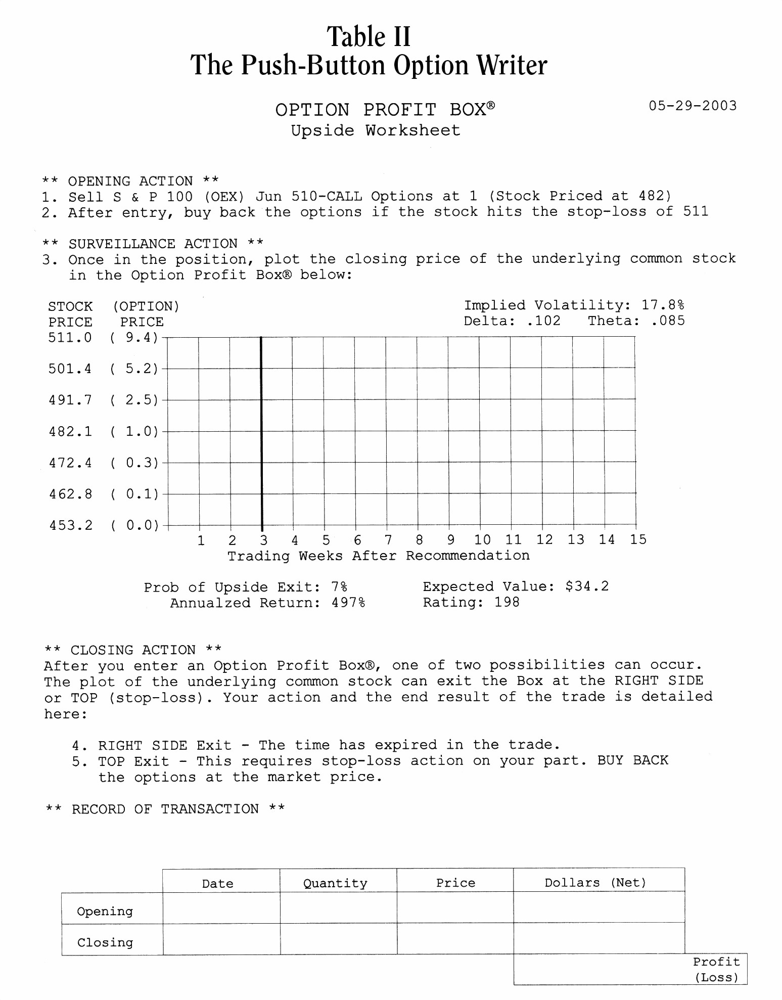 Table II
The Push-Button Option Writer
OPTION PROFIT BOX® 05-29-2003
Upside Worksheet
** OPENING ACTION **
1. Sell S & P 100 (OEX) Jun 510-CALL Options at 1 (Stock Priced at 482)
2. After entry, buy back the options if the stock hits the stop-loss of 511
** SURVEILLANCE ACTION **
3. Once in the position, plot the closing price of the underlying common stock
in the Option Profit Box® below:
STOCK (OPTION) Implied Volatility: 17.8%
PRICE PRICE Delta: .102 Theta: .085
511.0 ( 9.4)
501.4 ( 5.2)
491.7 ( 2.5)
482.1 ( 1.0)
472.4 ( 0.3)
462.8 ( 0.1)
453.2 ( 0.0)
1 2 3 4 5 6 7 8 9 10 11 12 13 14 15
Trading Weeks After Recommendation
Prob of Upside Exit: 7% Expected Value: $34.2
Annualzed Return: 497% Rating: 198
** CLOSING ACTION **
After you enter an Option Profit Box®, one of two possibilities can occur.
The plot of the underlying common stock can exit the Box at the RIGHT SIDE
or TOP (stop-loss). Your action and the end result of the trade is detailed
here:
4. RIGHT SIDE Exit - The time has expired in the trade.
5. TOP Exit - This requires stop-loss action on your part. BUY BACK
the options at the market price.
** RECORD OF TRANSACTION **
Date Quantity Price Dollars (Net)
Opening
Closing
Profit
(Loss)